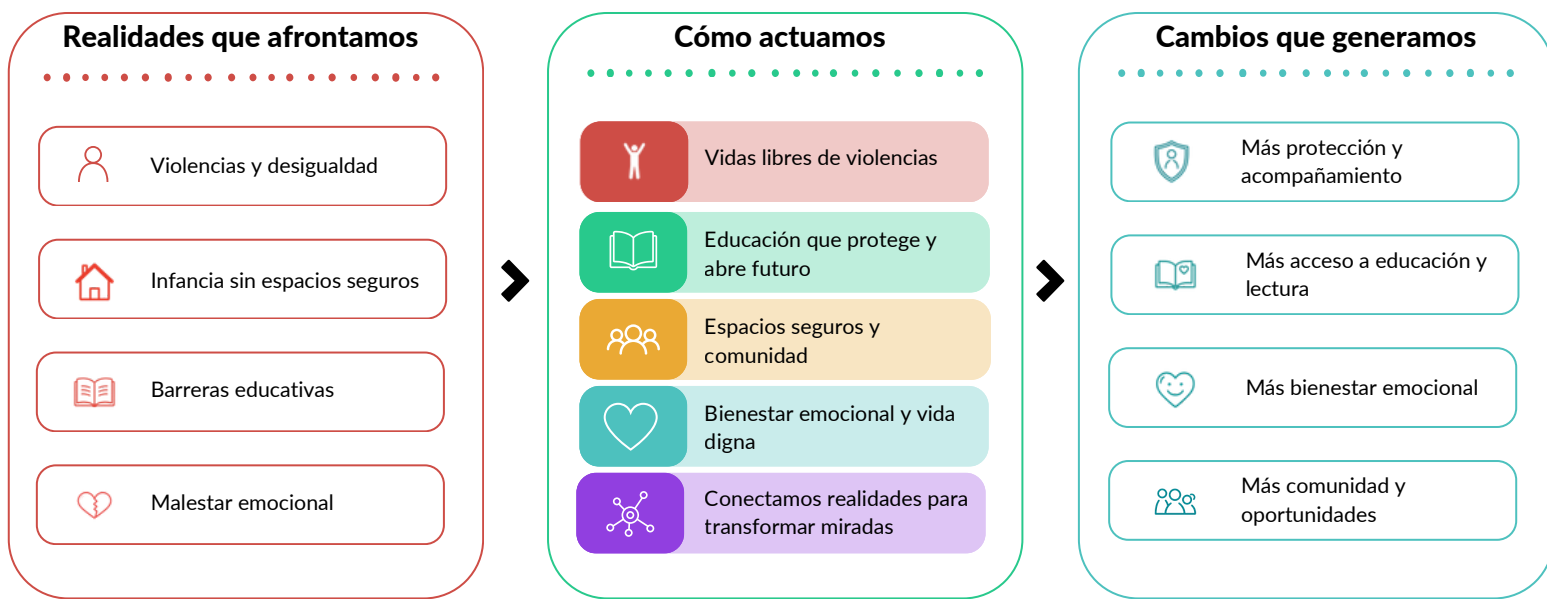 Realidades que afrontamos
Violencias y desigualdad
Infancia sin espacios seguros
Barreras educativas
Malestar emocional
Cómo actuamos
Vidas libres de violencias
Educación que protege y
abre futuro
Espacios seguros y
comunidad
Bienestar emocional y vida
digna
Conectamos realidades para
transformar miradas
Cambios que generamos
Más protección y
acompañamiento
Más acceso a educación y
lectura
Más bienestar emocional
Más comunidad y
oportunidades